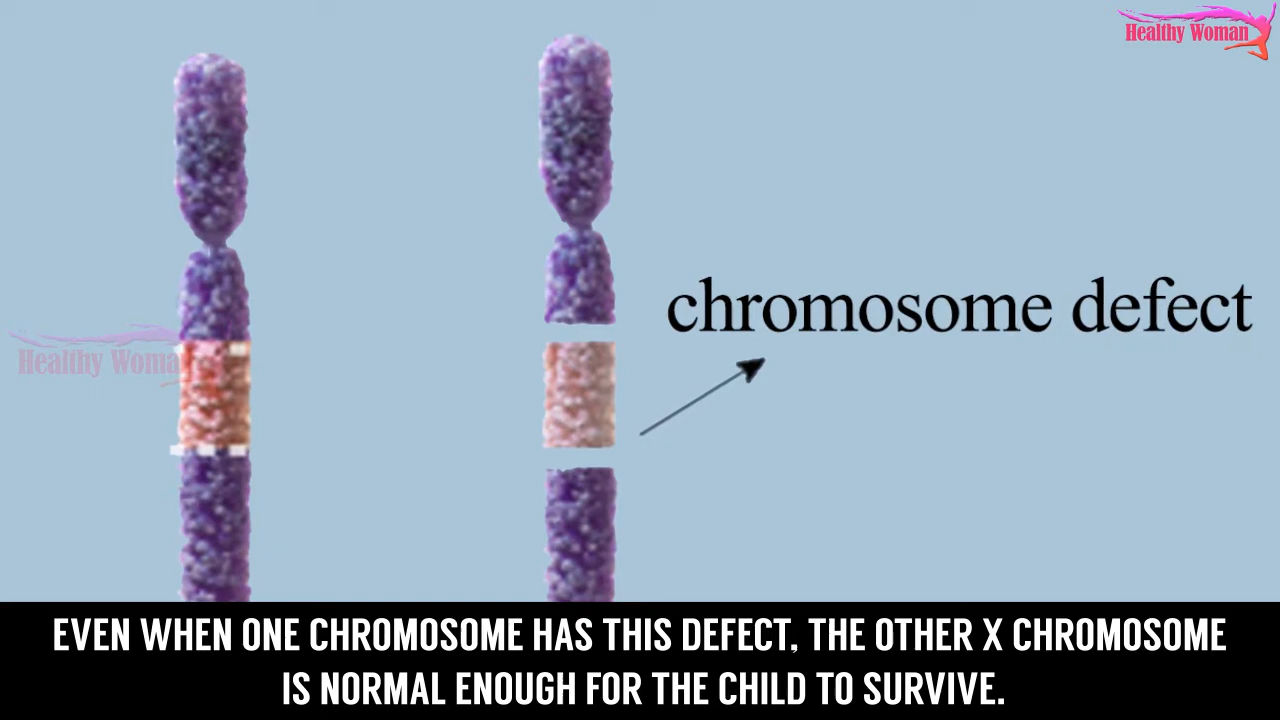 Healthy Woman
chromosome defect
Healthy Woman
EVEN WHEN ONE CHROMOSOME HAS THIS DEFECT, THE OTHER X CHROMOSOME
IS NORMAL ENOUGH FOR THE CHILD TO SURVIVE.